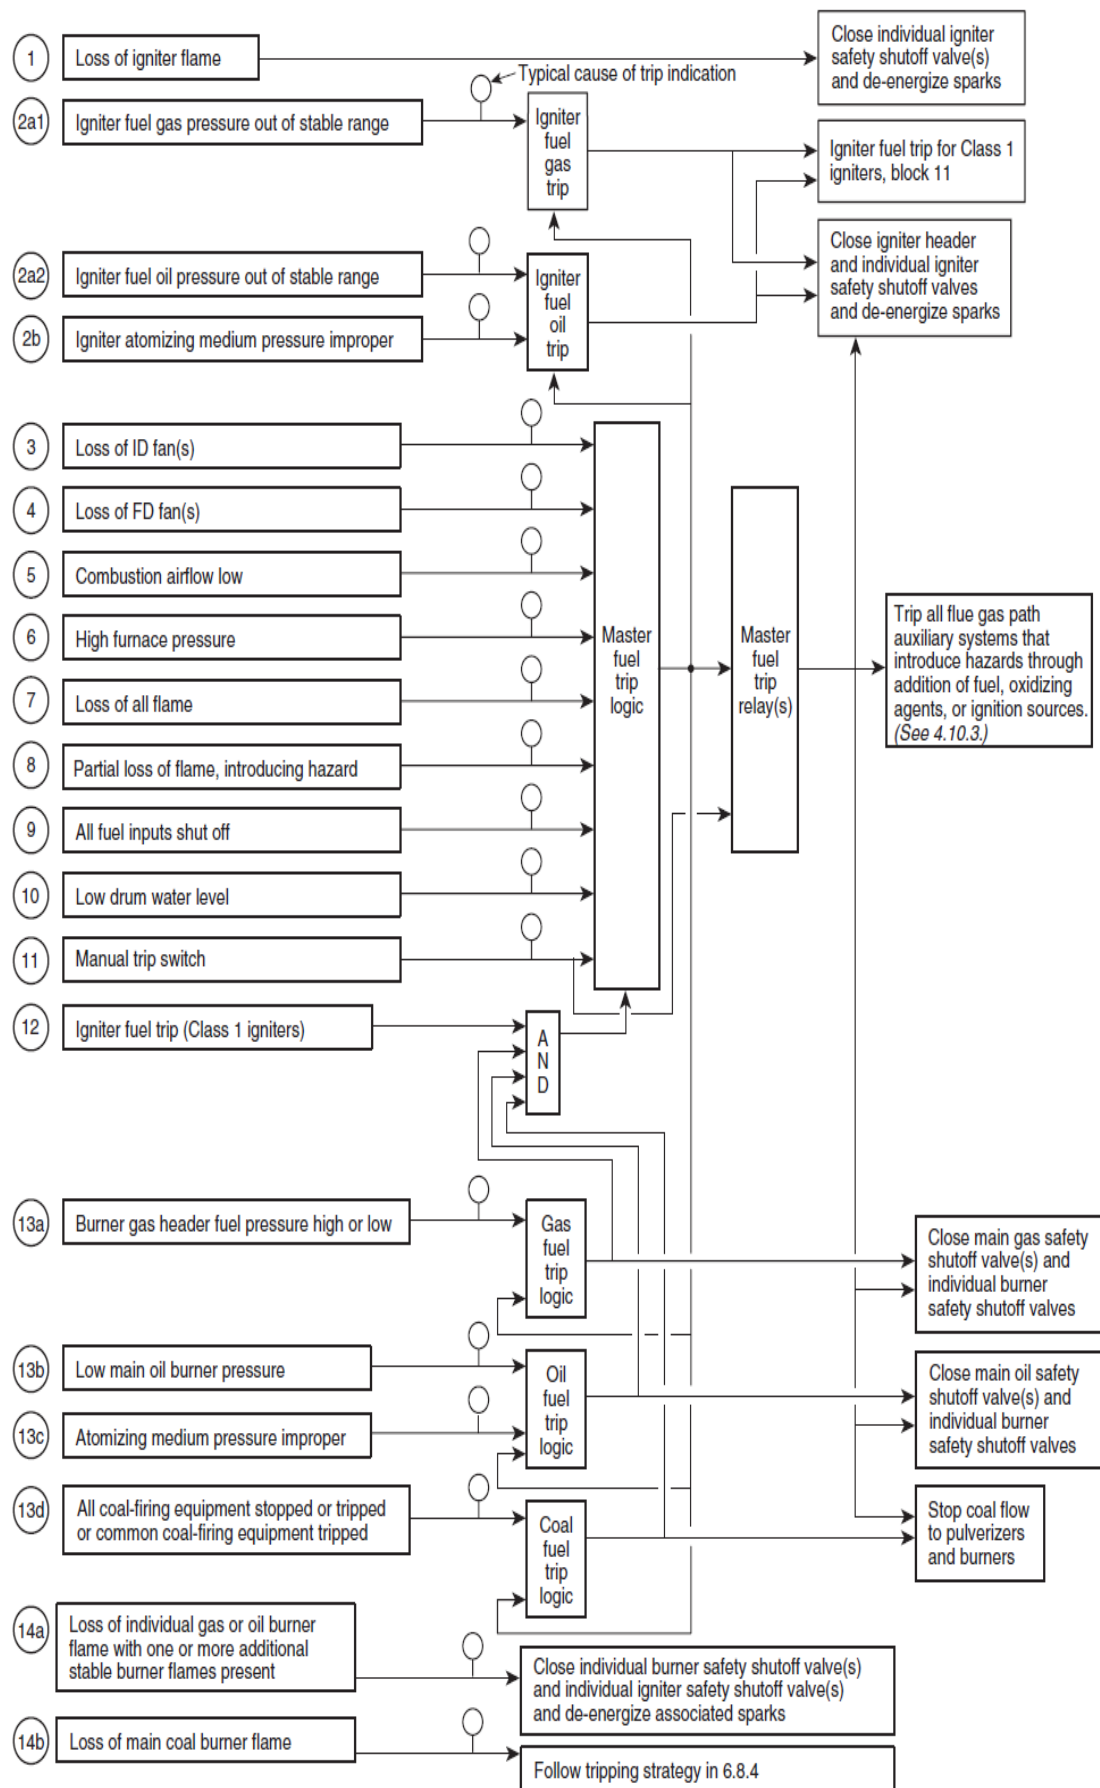 1
Loss of igniter flame
Close individual igniter
safety shutoff valve(s)
and de-energize sparks
Typical cause of trip indication
2a1
Igniter fuel gas pressure out of stable range
Igniter
fuel
gas
trip
Igniter fuel trip for Class 1
igniters, block 11
Close igniter header
and individual igniter
safety shutoff valves
and de-energize sparks
2a2
Igniter fuel oil pressure out of stable range
2b
Igniter atomizing medium pressure improper
Igniter
fuel
oil
trip
3
Loss of ID fan(s)
4
Loss of FD fan(s)
5
Combustion airflow low
6
High furnace pressure
7
Loss of all flame
8
Partial loss of flame, introducing hazard
9
All fuel inputs shut off
10
Low drum water level
11
Manual trip switch
Master
fuel
trip
logic
Master
fuel
trip
relay(s)
Trip all flue gas path
auxiliary systems that
introduce hazards through
addition of fuel, oxidizing
agents, or ignition sources.
(See 4.10.3.)
12
Igniter fuel trip (Class 1 igniters)
A
N
D
13a
Burner gas header fuel pressure high or low
Gas
fuel
trip
logic
Close main gas safety
shutoff valve(s) and
individual burner
safety shutoff valves
13b
Low main oil burner pressure
13c
Atomizing medium pressure improper
Oil
fuel
trip
logic
Close main oil safety
shutoff valve(s) and
individual burner
safety shutoff valves
13d
All coal-firing equipment stopped or tripped
or common coal-firing equipment tripped
Coal
fuel
trip
logic
Stop coal flow
to pulverizers
and burners
14a
Loss of individual gas or oil burner
flame with one or more additional
stable burner flames present
Close individual burner safety shutoff valve(s)
and individual igniter safety shutoff valve(s)
and de-energize associated sparks
14b
Loss of main coal burner flame
Follow tripping strategy in 6.8.4